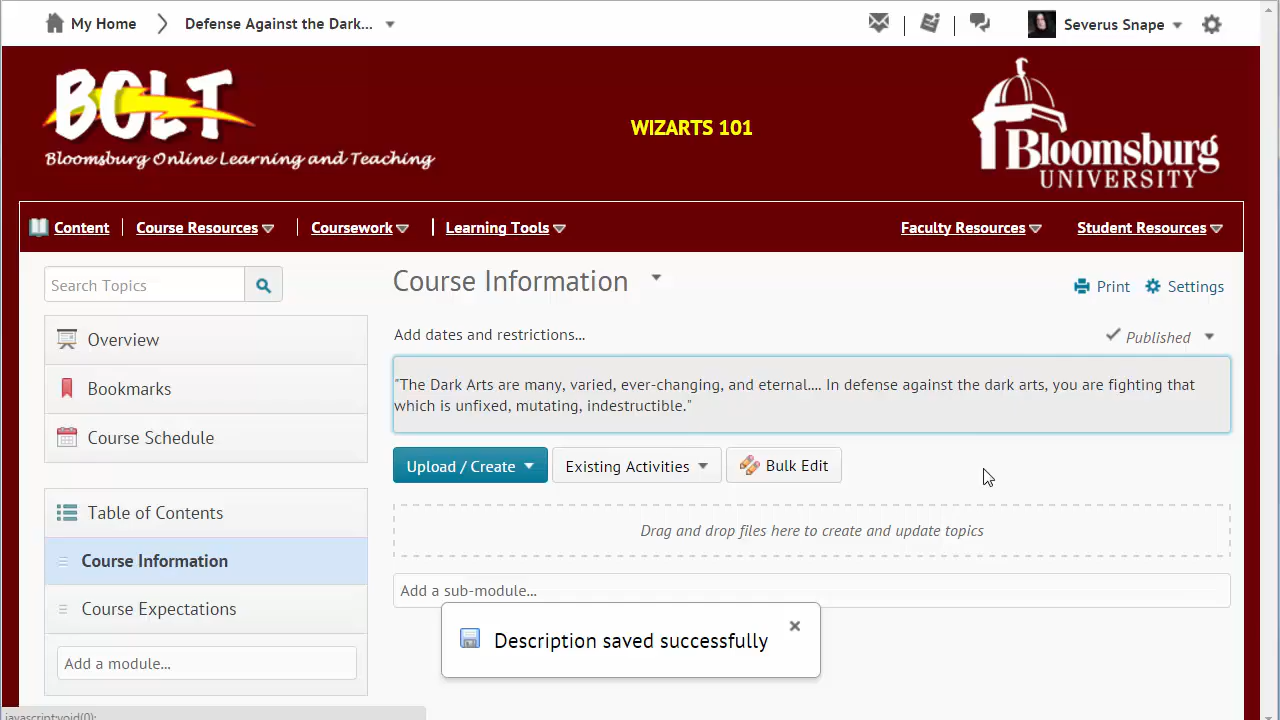 My Home
Defense Against the Dark...
Severus Snape
BOLT
Bloomsburg Online Learning and Teaching
WIZARTS 101
Bloomsburg
UNIVERSITY
Content
Course Resources
Coursework
Learning Tools
Faculty Resources
Student Resources
Search Topics
Course Information
Print
Settings
Overview
Bookmarks
Course Schedule
Add dates and restrictions...
Published
"The Dark Arts are many, varied, ever-changing, and eternal.... In defense against the dark arts, you are fighting that
which is unfixed, mutating, indestructible."
Upload / Create
Existing Activities
Bulk Edit
Drag and drop files here to create and update topics
Add a sub-module...
Table of Contents
Course Information
Course Expectations
Add a module...
Description saved successfully
javascript:void(0);